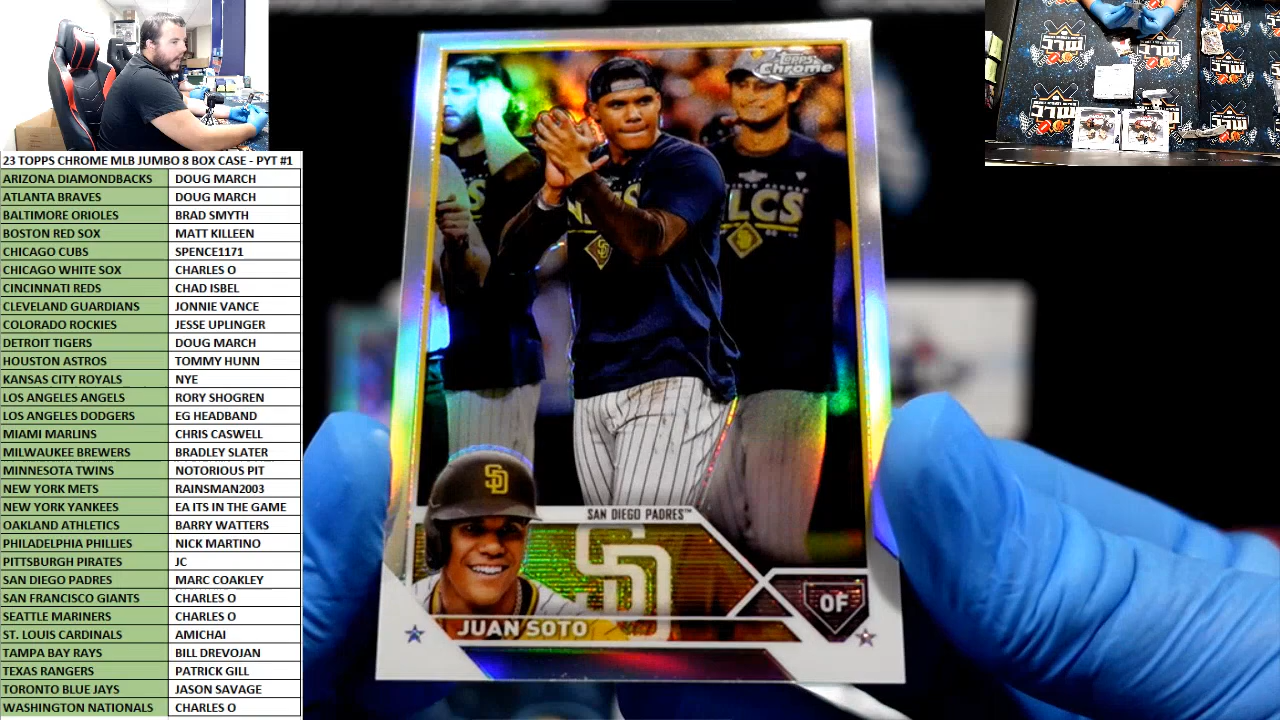 23 TOPPS CHROME MLB JUMBO 8 BOX CASE - PYT #1
ARIZONA DIAMONDBACKS DOUG MARCH
ATLANTA BRAVES DOUG MARCH
BALTIMORE ORIOLES BRAD SMYTH
BOSTON RED SOX MATT KILLEEN
CHICAGO CUBS SPENCE1171
CHICAGO WHITE SOX CHARLES O
CINCINNATI REDS CHAD ISBEL
CLEVELAND GUARDIANS JONNIE VANCE
COLORADO ROCKIES JESSE UPLINGER
DETROIT TIGERS DOUG MARCH
HOUSTON ASTROS TOMMY HUNN
KANSAS CITY ROYALS NYE
LOS ANGELES ANGELS RORY SHOGREN
LOS ANGELES DODGERS EG HEADBAND
MIAMI MARLINS CHRIS CASWELL
MILWAUKEE BREWERS BRADLEY SLATER
MINNESOTA TWINS NOTORIOUS PIT
NEW YORK METS RAINSMAN2003
NEW YORK YANKEES EA ITS IN THE GAME
OAKLAND ATHLETICS BARRY WATTERS
PHILADELPHIA PHILLIES NICK MARTINO
PITTSBURGH PIRATES JC
SAN DIEGO PADRES MARC COAKLEY
SAN FRANCISCO GIANTS CHARLES O
SEATTLE MARINERS CHARLES O
ST. LOUIS CARDINALS AMICHAI
TAMPA BAY RAYS BILL DREVOJAN
TEXAS RANGERS PATRICK GILL
TORONTO BLUE JAYS JASON SAVAGE
WASHINGTON NATIONALS CHARLES O
Topps
Chrome
NLCS
SD
SAN DIEGO PADRES™
SD
OF
JUAN SOTO